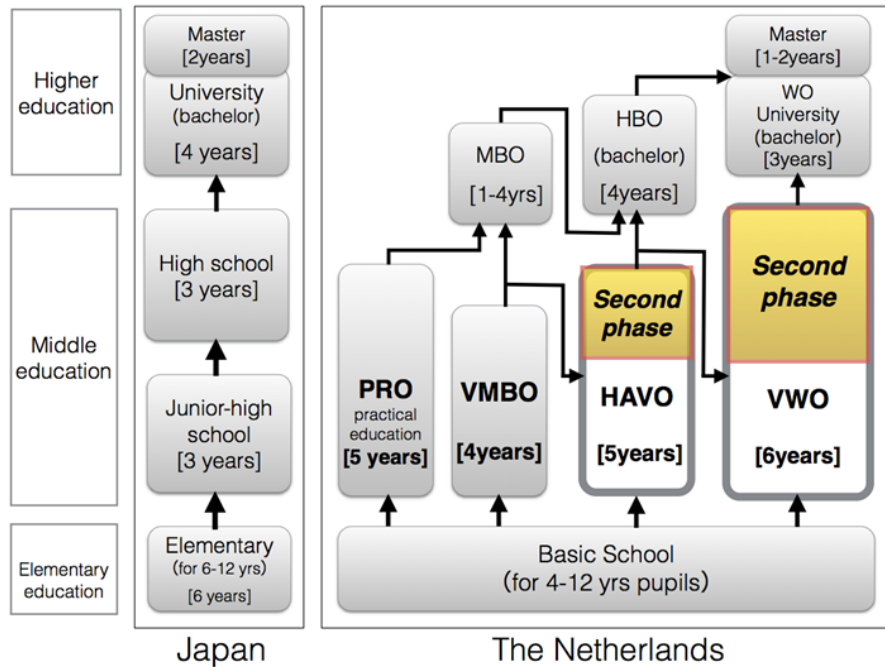 Higher
education
Middle
education
Elementary
education
Master
[2years]
University
(bachelor)
[4 years]
High school
[3 years]
Junior-high
school
[3 years]
Elementary
(for 6-12 yrs)
[6 years]
Japan
Master
[1-2years]
WO
University
(bachelor)
[3years]
HBO
(bachelor)
[4years]
MBO
[1-4yrs]
Second
phase
Second
phase
PRO
practical
education
[5 years]
VMBO
[4years]
HAVO
[5years]
VWO
[6years]
Basic School
(for 4-12 yrs pupils)
The Netherlands